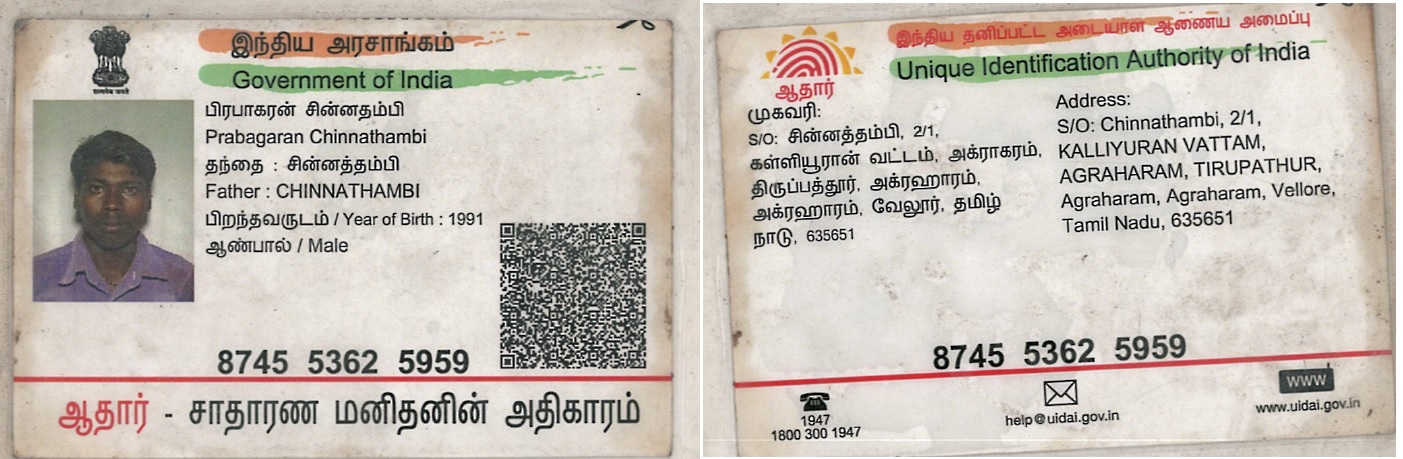 இந்திய அரசாங்கம்
Government of India
सत्यमेव जयते
பிரபாகரன் சின்னதம்பி
Prabagaran Chinnathambi
தந்தை : சின்னத்தம்பி
Father : CHINNATHAMBI
பிறந்தவருடம் / Year of Birth : 1991
ஆண்பால் / Male
8745 5362 5959
ஆதார் - சாதாரண மனிதனின் அதிகாரம்
இந்திய தனிப்பட்ட அடையாள ஆணைய அமைப்பு
Unique Identification Authority of India
ஆதார்
முகவரி:
S/O: சின்னத்தம்பி, 2/1,
கள்ளியூரான் வட்டம், அக்ராகரம்,
திருப்பத்தூர், அக்ரஹாரம்,
அக்ரஹாரம், வேலூர், தமிழ்
நாடு, 635651
Address:
S/O: Chinnathambi, 2/1,
KALLIYURAN VATTAM,
AGRAHARAM, TIRUPATHUR,
Agraharam, Agraharam, Vellore,
Tamil Nadu, 635651
8745 5362 5959
1947
1800 300 1947
help@uidai.gov.in
www
www.uidai.gov.in